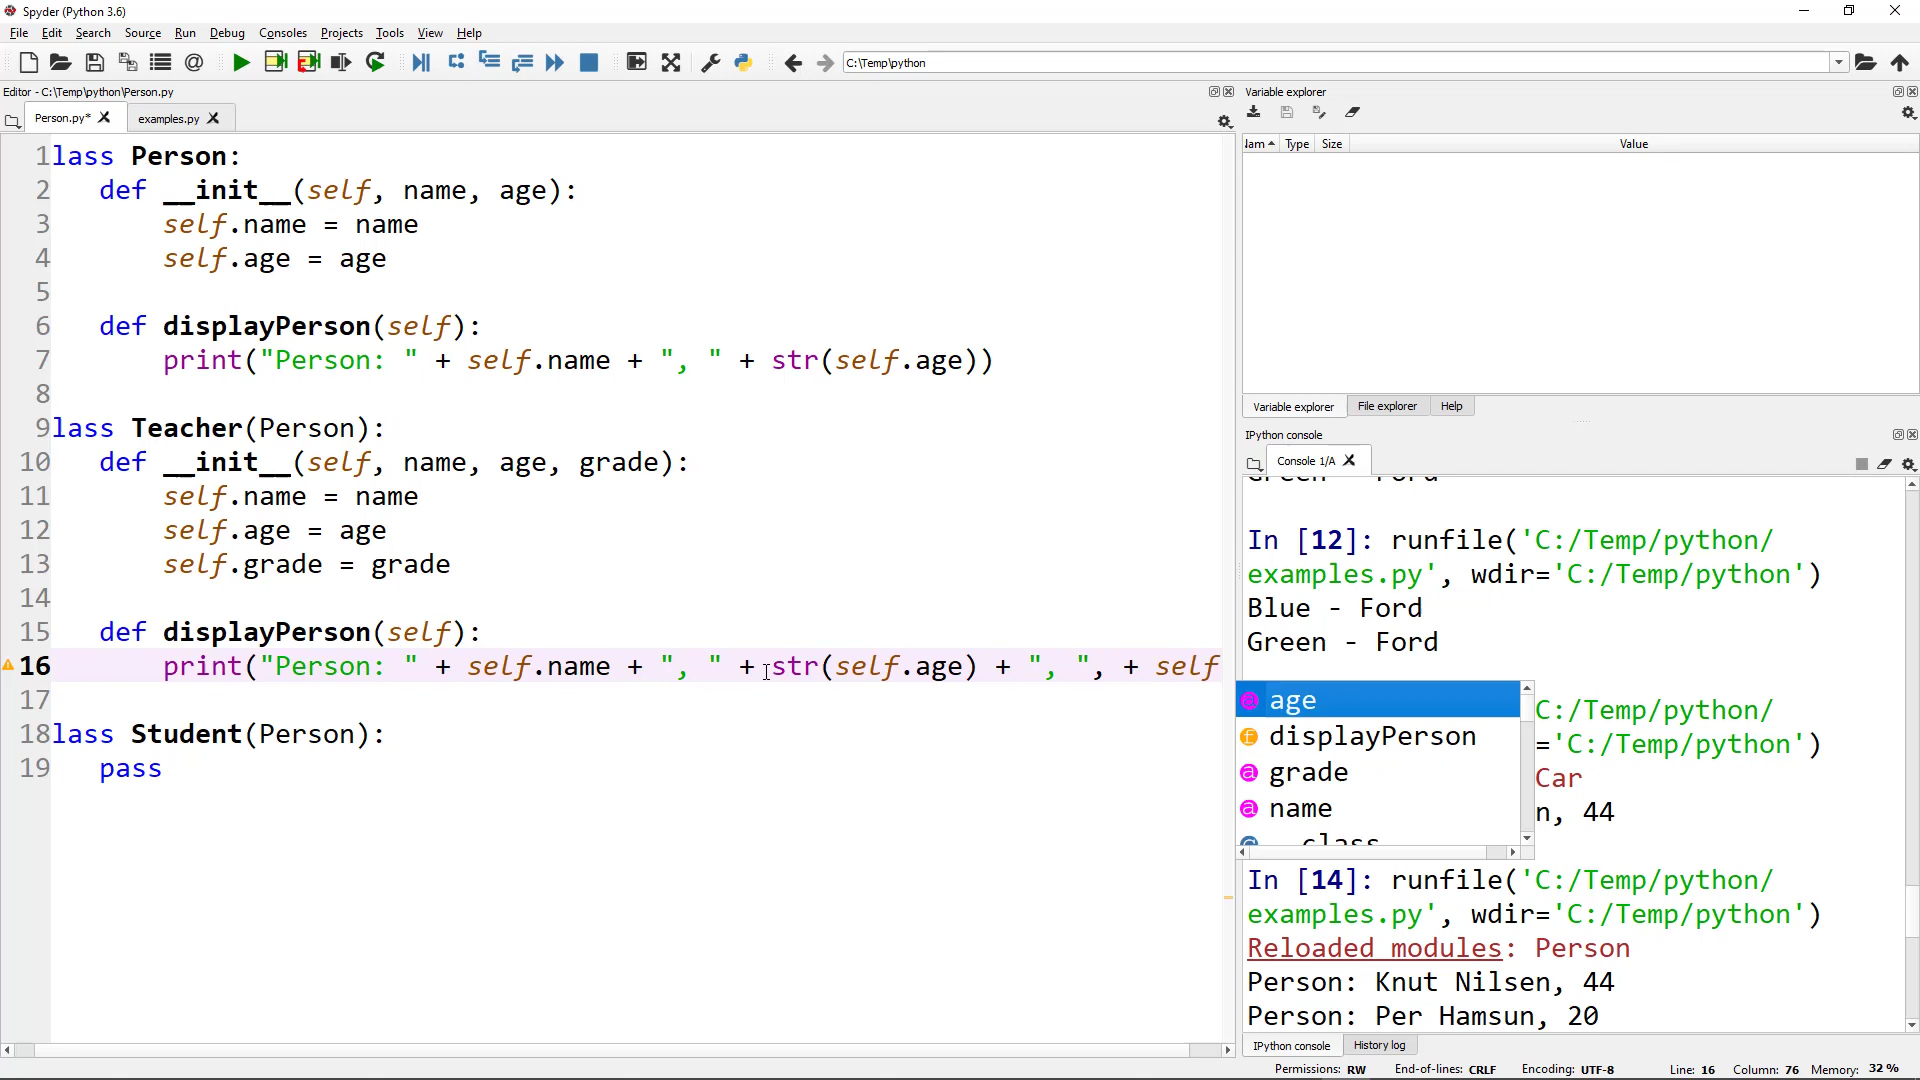 Spyder (Python 3.6)
File Edit Search Source Run Debug Consoles Projects Tools View Help
C:\Temp\python
Editor - C:\Temp\python\Person.py
Person.py* examples.py
1 lass Person:
2 def __init__(self, name, age):
3 self.name = name
4 self.age = age
5
6 def displayPerson(self):
7 print("Person: " + self.name + ", " + str(self.age))
8
9 lass Teacher(Person):
10 def __init__(self, name, age, grade):
11 self.name = name
12 self.age = age
13 self.grade = grade
14
15 def displayPerson(self):
16 print("Person: " + self.name + ", " + str(self.age) + ", ", + self
17
18 lass Student(Person):
19 pass
age
displayPerson
grade
name
Variable explorer
Type Size Value
Variable explorer File explorer Help
IPython console
Console 1/A
Green - Ford
In [12]: runfile('C:/Temp/python/
examples.py', wdir='C:/Temp/python')
Blue - Ford
Green - Ford
C:/Temp/python/
='C:/Temp/python')
Car
n, 44
In [14]: runfile('C:/Temp/python/
examples.py', wdir='C:/Temp/python')
Reloaded modules: Person
Person: Knut Nilsen, 44
Person: Per Hamsun, 20
IPython console History log
Permissions: RW End-of-lines: CRLF Encoding: UTF-8 Line: 16 Column: 76 Memory: 32 %